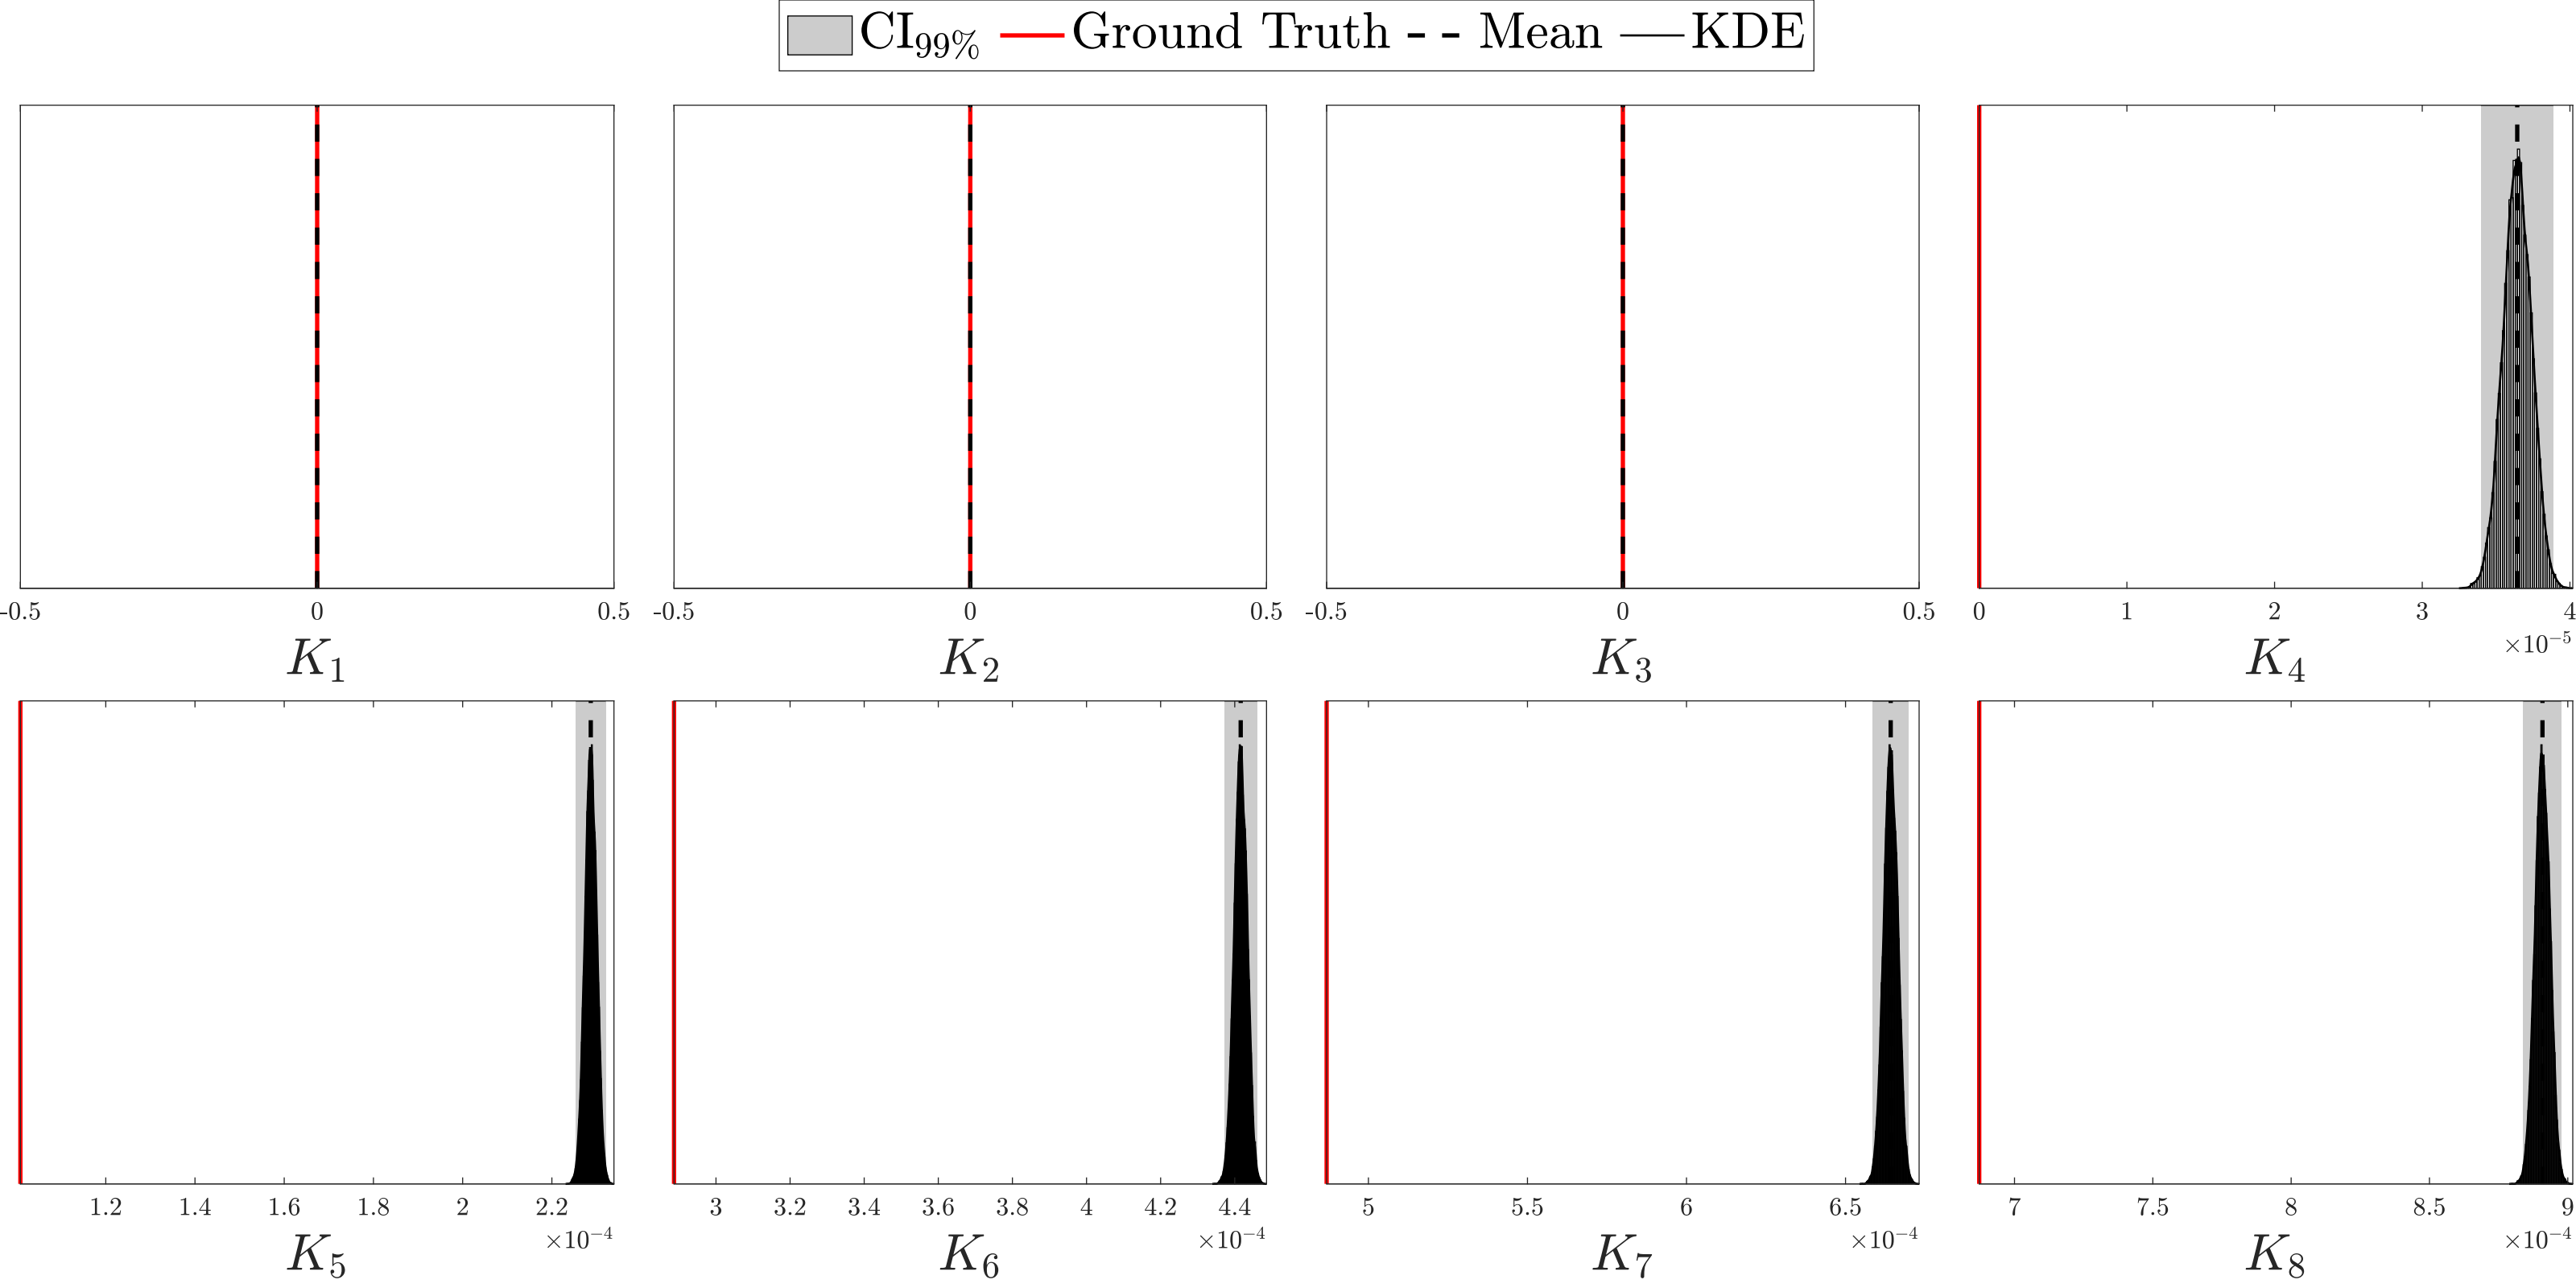 CI99% Ground Truth Mean KDE
-0.5 0 0.5 -0.5 0 0.5 -0.5 0 0.5 0 1 2 3 4
×10−5
K1 K2 K3 K4
1.2 1.4 1.6 1.8 2 2.2 3 3.2 3.4 3.6 3.8 4 4.2 4.4 5 5.5 6 6.5 7 7.5 8 8.5 9
×10−4 ×10−4 ×10−4 ×10−4
K5 K6 K7 K8